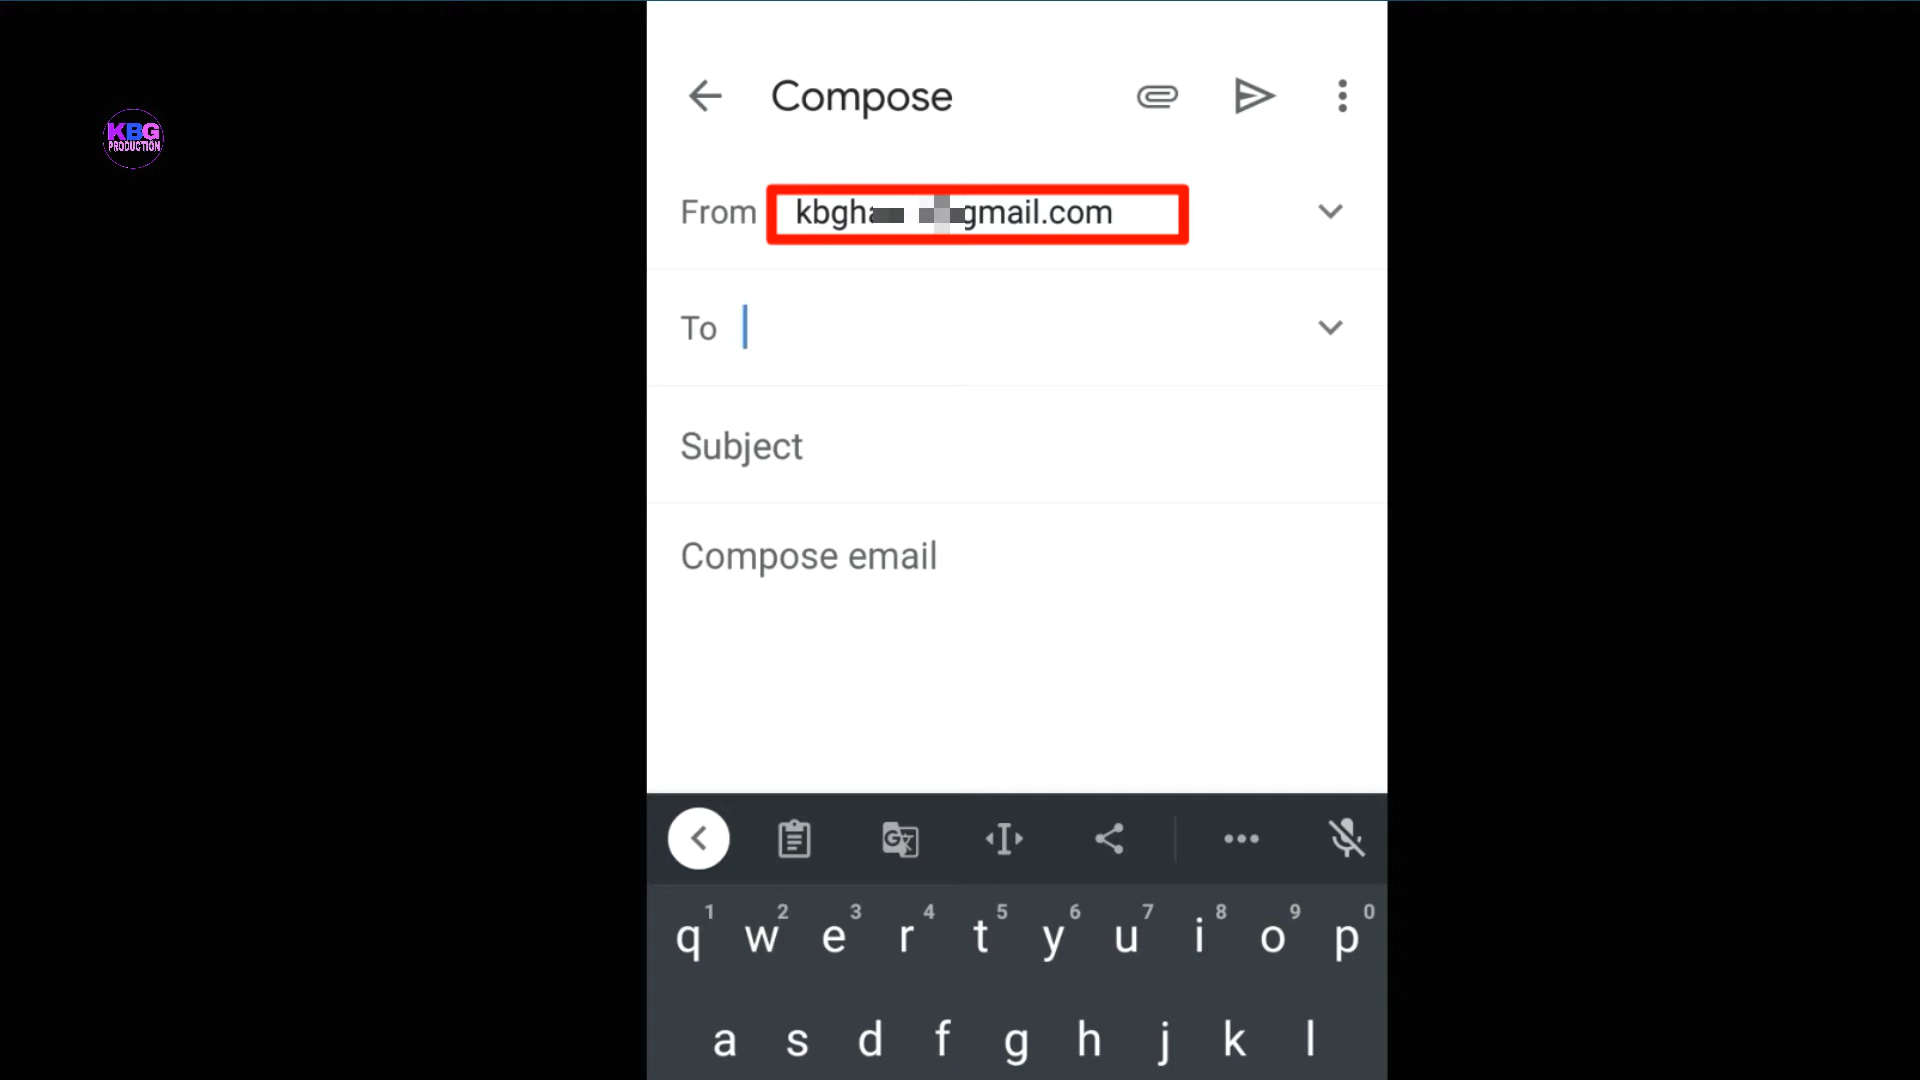 KBG
PRODUCTION
Compose
From
gmail.com
To
Subject
Compose email
1 2 3 4 5 6 7 8 9 0
q w e r t y u i o p
a s d f g h j k l